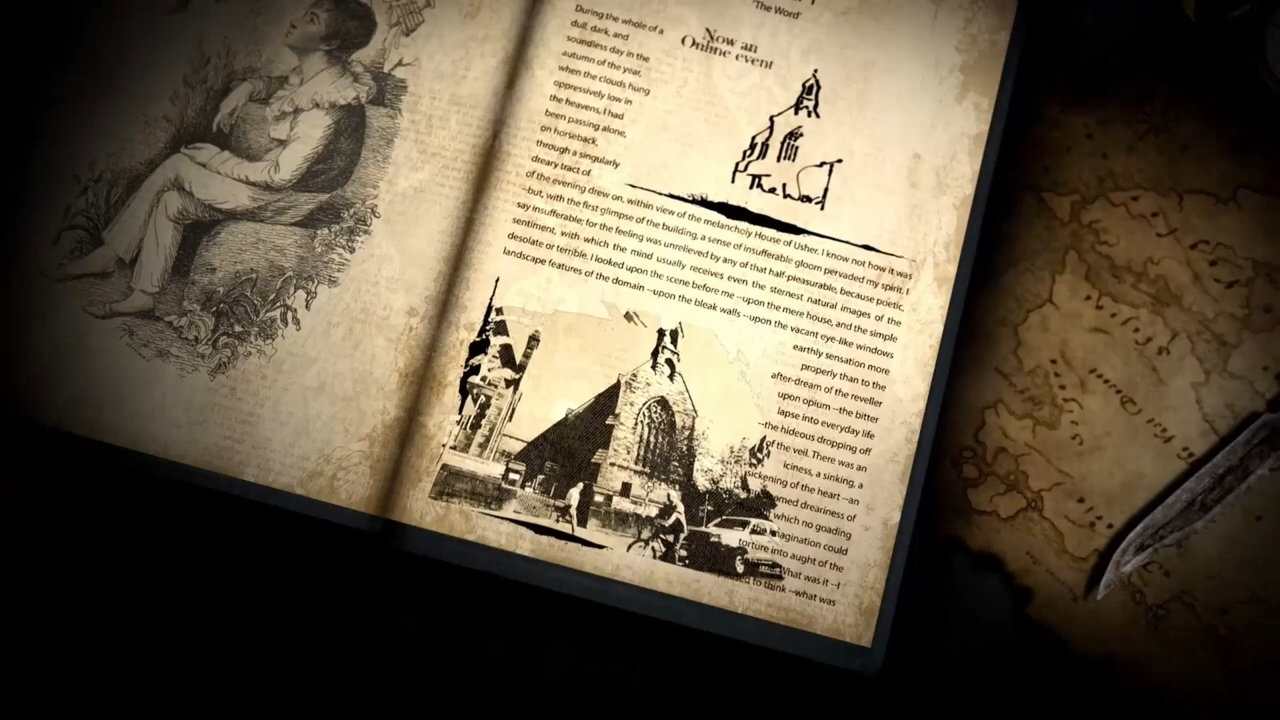 'The Word'
Now an
Online event
The Word
During the whole of a
dull, dark, and
soundless day in the
autumn of the year,
when the clouds hung
oppressively low in
the heavens, I had
been passing alone,
on horseback,
through a singularly
dreary tract of
of the evening drew on, within view of the melancholy House of Usher. I know not how it was
--but, with the first glimpse of the building, a sense of insufferable gloom pervaded my spirit. I
say insufferable; for the feeling was unrelieved by any of that half-pleasurable, because poetic,
sentiment, with which the mind usually receives even the sternest natural images of the
desolate or terrible. I looked upon the scene before me --upon the mere house, and the simple
landscape features of the domain --upon the bleak walls --upon the vacant eye-like windows
earthly sensation more
properly than to the
after-dream of the reveller
upon opium --the bitter
lapse into everyday life
--the hideous dropping off
of the veil. There was an
iciness, a sinking, a
sickening of the heart --an
dreariness of
which no goading
imagination could
torture into aught of the
What was it --I
to think --what was